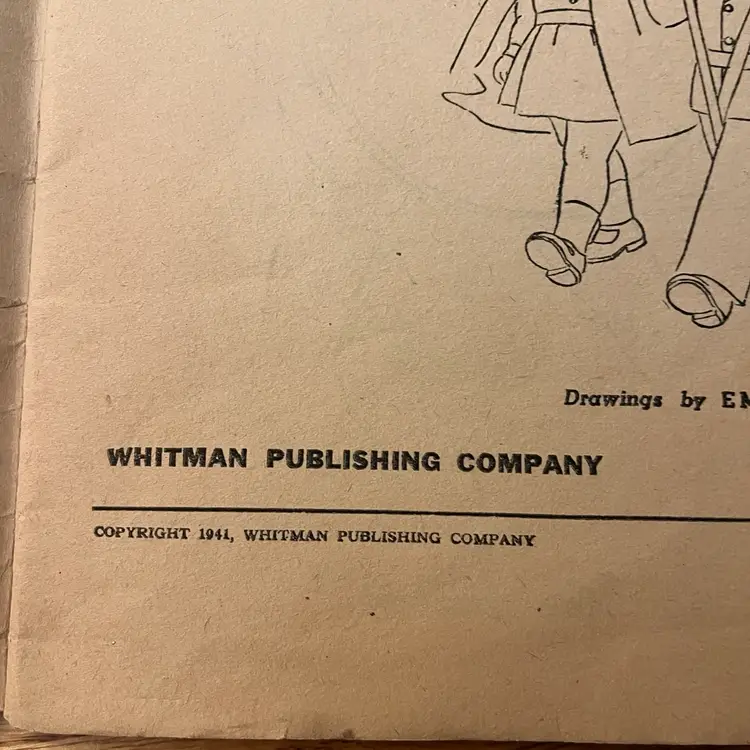 Drawings by
WHITMAN PUBLISHING COMPANY
COPYRIGHT 1941, WHITMAN PUBLISHING COMPANY